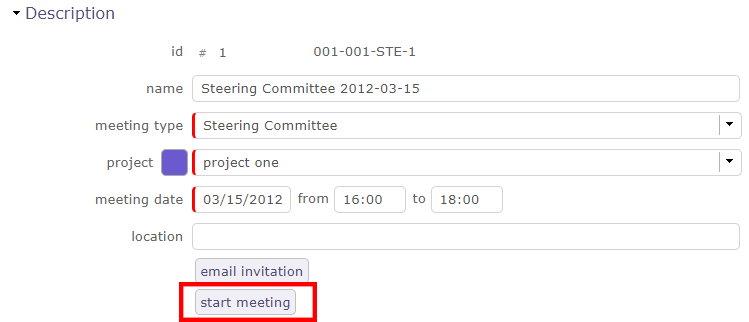 Description
id # 1 001-001-STE-1
name Steering Committee 2012-03-15
meeting type Steering Committee
project project one
meeting date 03/15/2012 from 16:00 to 18:00
location
email invitation
start meeting